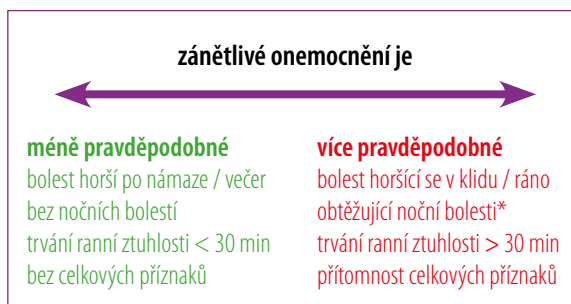 zánětlivé onemocnění je
méně pravděpodobné
bolest horší po námaze / večer
bez nočních bolestí
trvání ranní ztuhlosti < 30 min
bez celkových příznaků
více pravděpodobné
bolest horšící se v klidu / ráno
obtěžující noční bolesti*
trvání ranní ztuhlosti > 30 min
přítomnost celkových příznaků